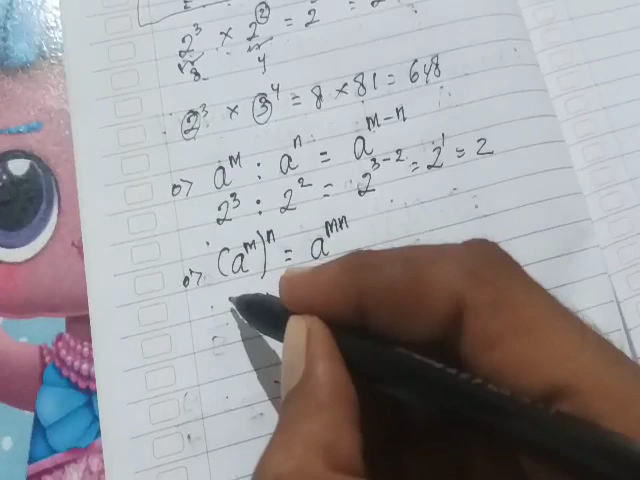 2³ × 2² = 2
8 4
2³ × 3⁴ = 8 × 81 = 648
aᵐ : aⁿ = aᵐ⁻ⁿ
2³ : 2² = 2³⁻² = 2¹ = 2
(aᵐ)ⁿ = aᵐⁿ